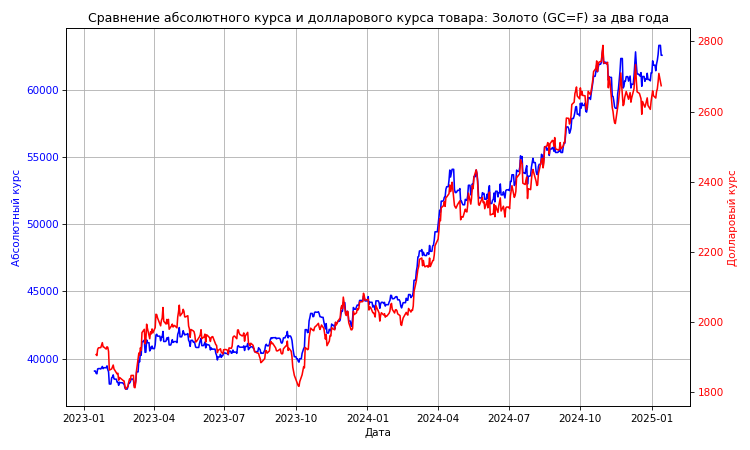 Сравнение абсолютного курса и долларового курса товара: Золото (GC=F) за два года
Абсолютный курс
60000
55000
50000
45000
40000
2800
2600
2400
2200
2000
1800
Долларовый курс
2023-01 2023-04 2023-07 2023-10 2024-01 2024-04 2024-07 2024-10 2025-01
Дата